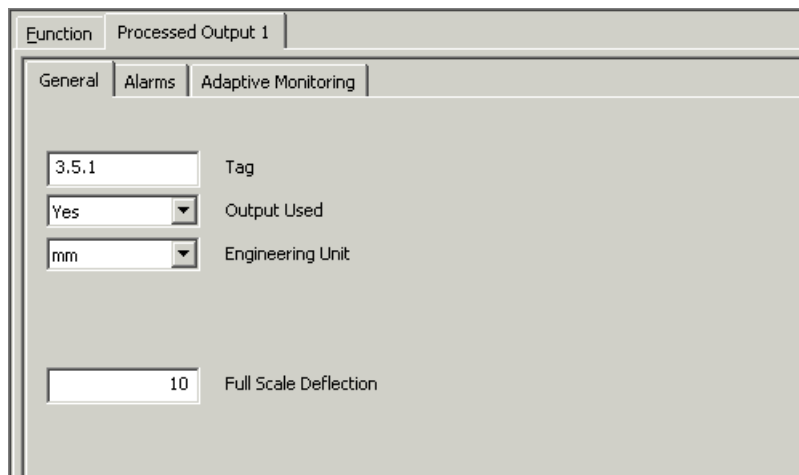 Function Processed Output 1
General Alarms Adaptive Monitoring
3.5.1 Tag
Yes Output Used
mm Engineering Unit
10 Full Scale Deflection